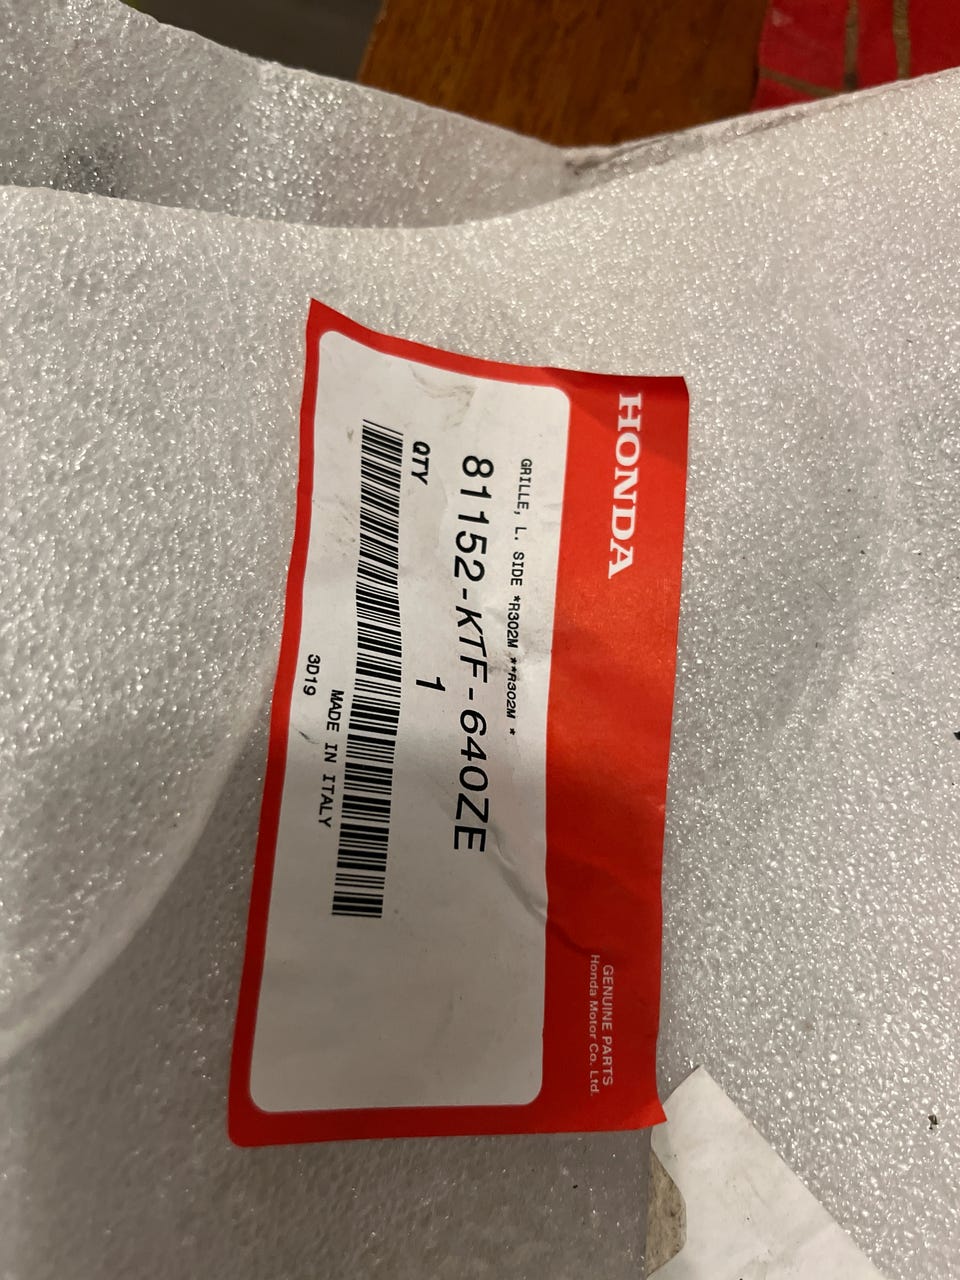 HONDA
GENUINE PARTS
Honda Motor Co. Ltd.
GRILLE, L. SIDE *R302M **R302M *
81152-KTF-640ZE
QTY 1
MADE IN ITALY
3D19